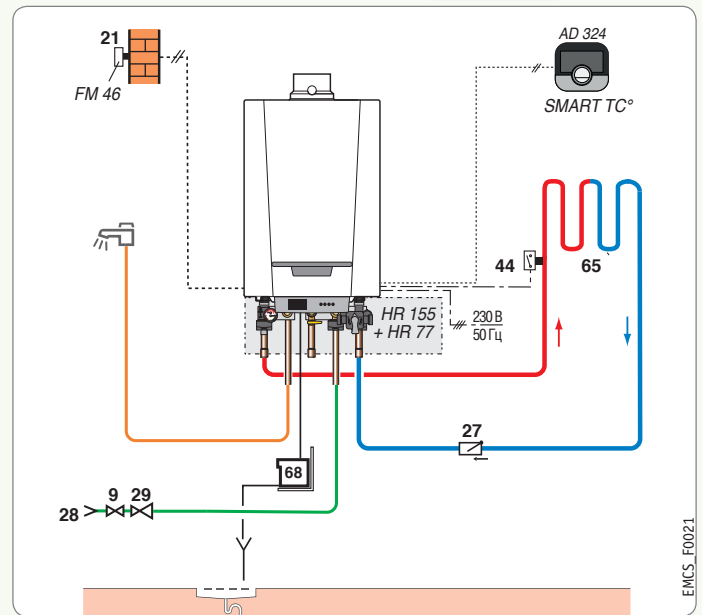 21
FM 46
AD 324
SMART TC°
44
65
HR 155
+ HR 77
230 В
50 Гц
27
68
9
29
28
EMCS_F0021